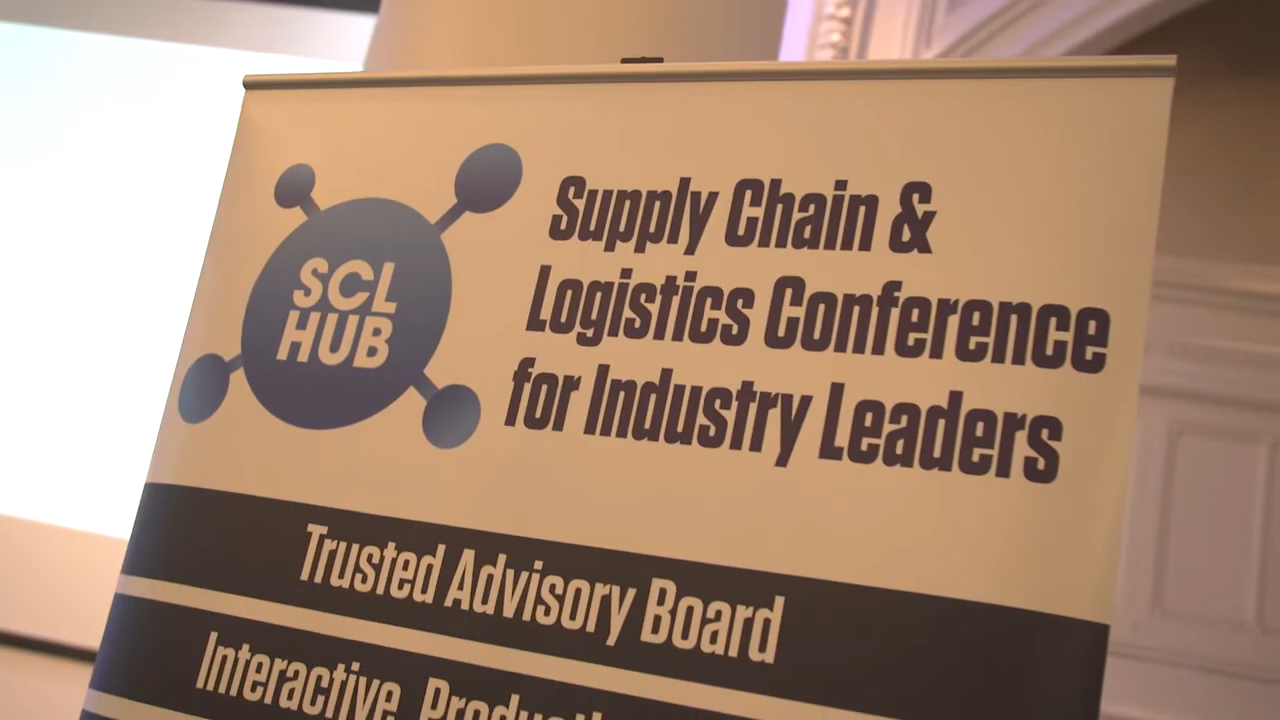 SCL
HUB
Supply Chain &
Logistics Conference
for Industry Leaders
Trusted Advisory Board
Interactive,